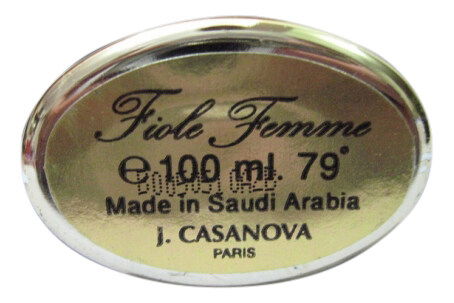 Fiole Femme
℮ 100 ml. 79°
Made in Saudi Arabia
J. CASANOVA
PARIS